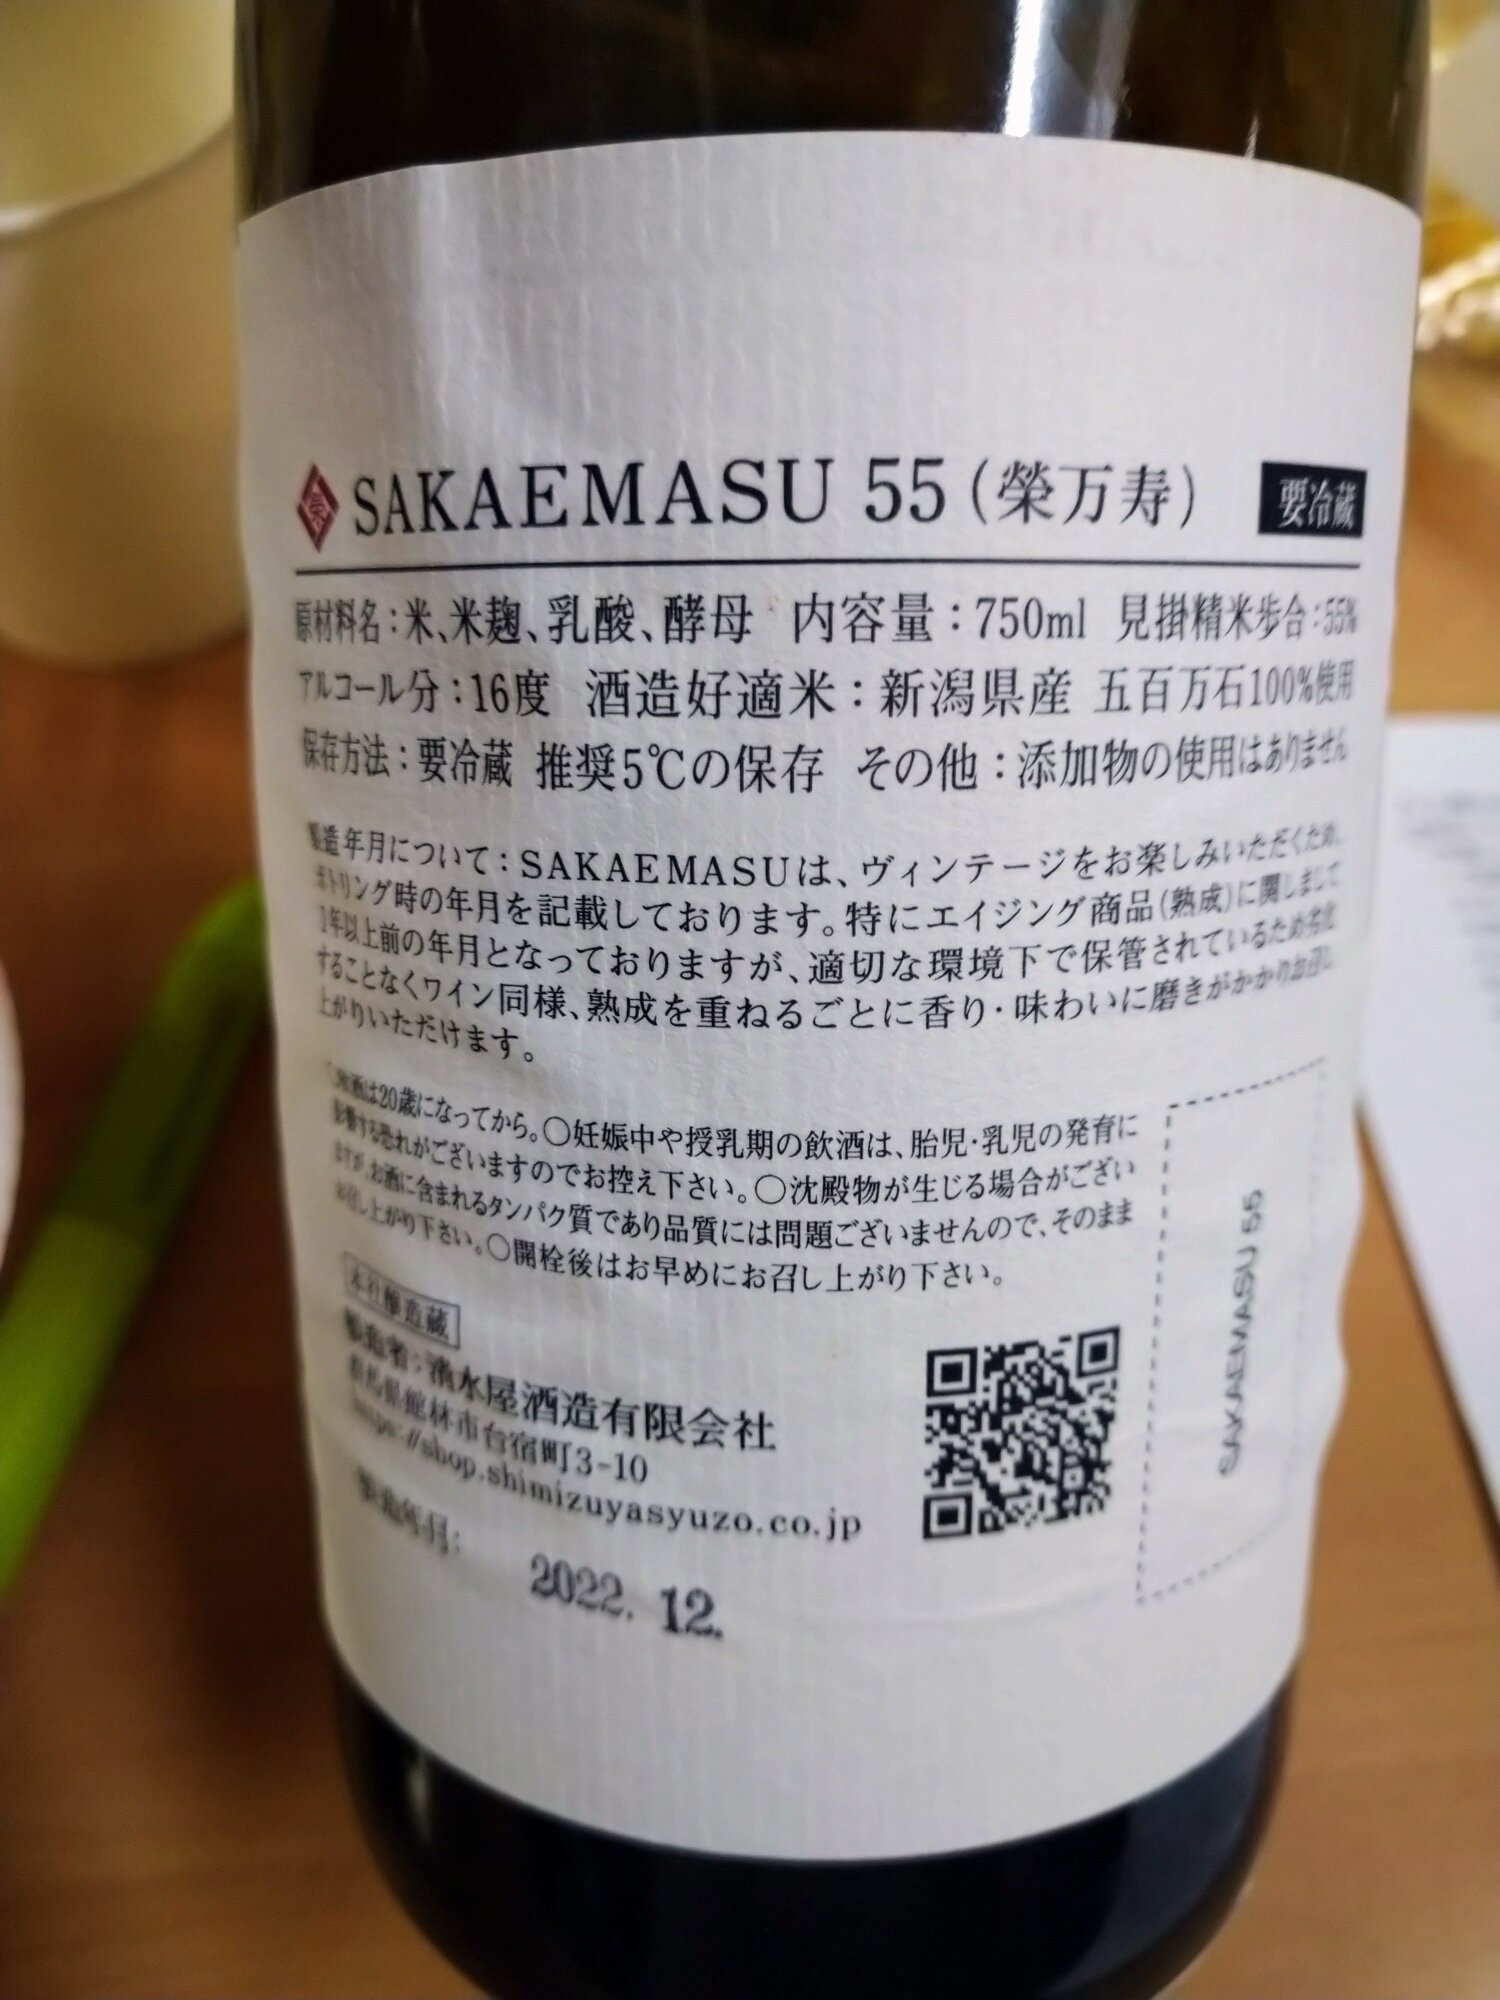 榮 SAKAEMASU 55（榮万寿） 要冷蔵
原材料名：米、米麹、乳酸、酵母 内容量：750ml 見掛精米歩合：55%
アルコール分：16度 酒造好適米：新潟県産 五百万石100%使用
保存方法：要冷蔵 推奨5℃の保存 その他：添加物の使用はありません
製造年月について：SAKAEMASUは、ヴィンテージをお楽しみいただくため、
ボトリング時の年月を記載しております。特にエイジング商品（熟成）に関しまして
1年以上前の年月となっておりますが、適切な環境下で保管されているため劣化
することなくワイン同様、熟成を重ねるごとに香り・味わいに磨きがかかりお召し
上がりいただけます。
〇お酒は20歳になってから。〇妊娠中や授乳期の飲酒は、胎児・乳児の発育に
影響する恐れがございますのでお控え下さい。〇沈殿物が生じる場合がござい
ますが、お酒に含まれるタンパク質であり品質には問題ございませんので、そのまま
お召し上がり下さい。〇開栓後はお早めにお召し上がり下さい。
本社醸造蔵
製造者：清水屋酒造有限会社
群馬県館林市台宿町3-10
https://shop.shimizuyasyuzo.co.jp
製造年月：
2022. 12.
SAKAEMASU 55